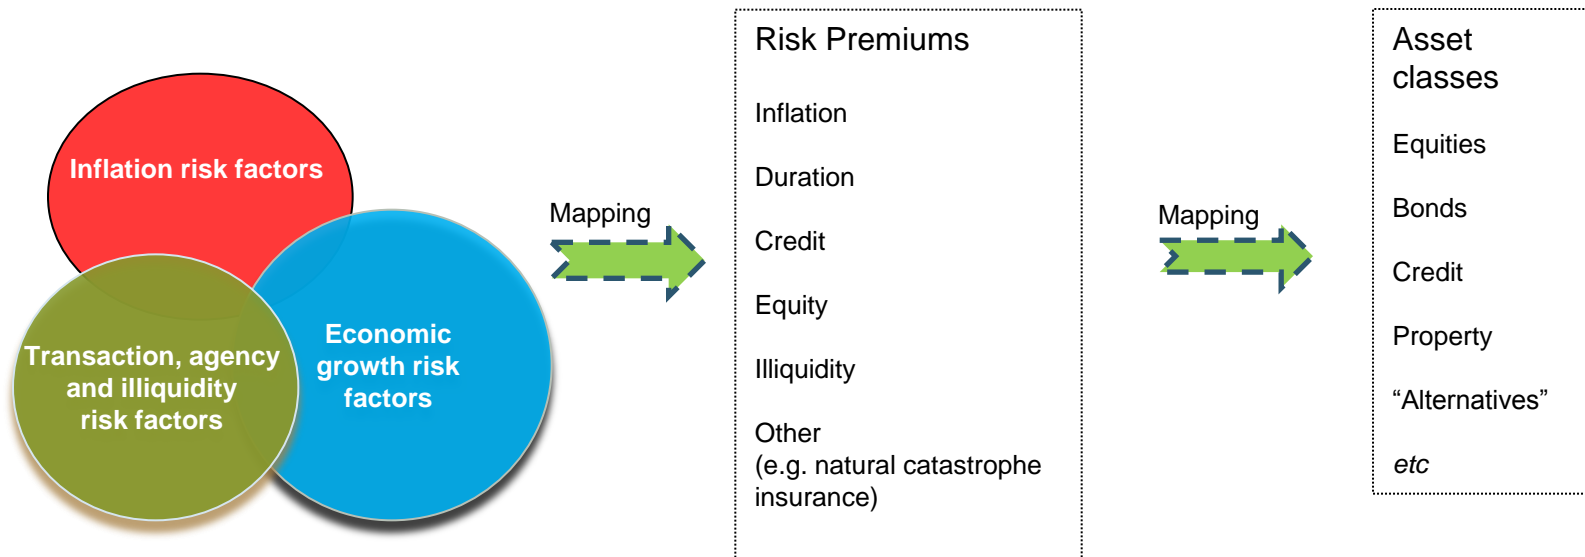 Inflation risk factors
Transaction, agency
and illiquidity
risk factors
Economic
growth risk
factors
Mapping
Risk Premiums
Inflation
Duration
Credit
Equity
Illiquidity
Other
(e.g. natural catastrophe
insurance)
Mapping
Asset
classes
Equities
Bonds
Credit
Property
“Alternatives”
etc